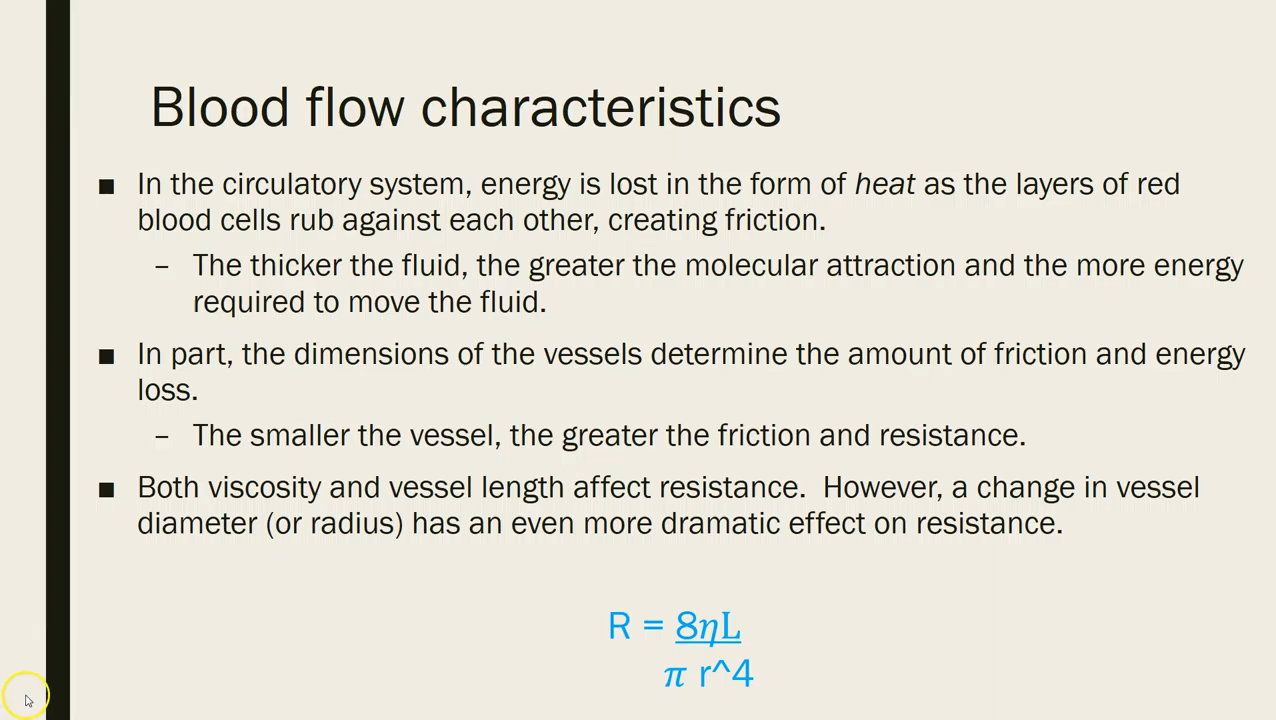 Blood flow characteristics
■ In the circulatory system, energy is lost in the form of heat as the layers of red
blood cells rub against each other, creating friction.
– The thicker the fluid, the greater the molecular attraction and the more energy
required to move the fluid.
■ In part, the dimensions of the vessels determine the amount of friction and energy
loss.
– The smaller the vessel, the greater the friction and resistance.
■ Both viscosity and vessel length affect resistance.  However, a change in vessel
diameter (or radius) has an even more dramatic effect on resistance.
R = 8ηL
π r^4